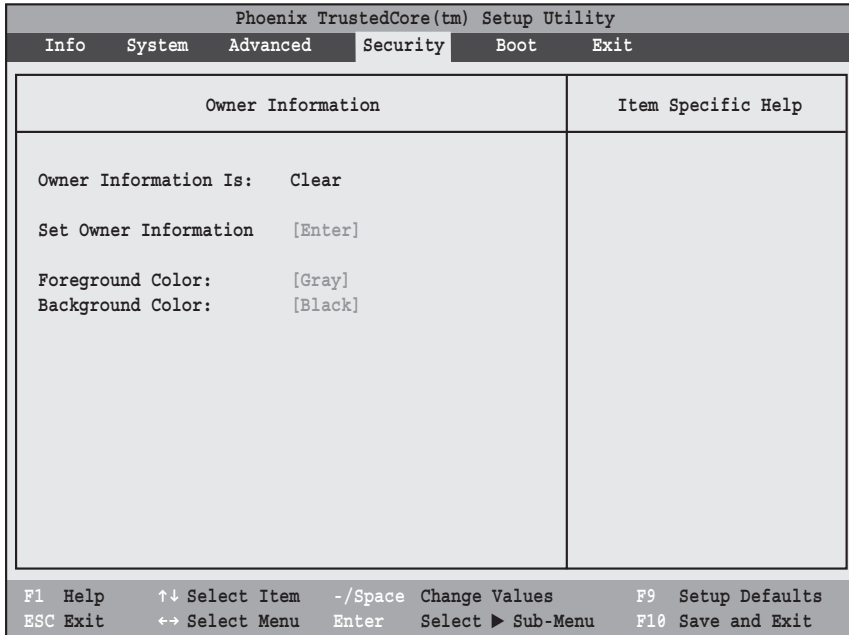 Phoenix TrustedCore(tm) Setup Utility
Info System Advanced Security Boot Exit
Owner Information Item Specific Help
Owner Information Is: Clear
Set Owner Information [Enter]
Foreground Color: [Gray]
Background Color: [Black]
F1 Help ↑↓ Select Item -/Space Change Values F9 Setup Defaults
ESC Exit ←→ Select Menu Enter Select ▶ Sub-Menu F10 Save and Exit